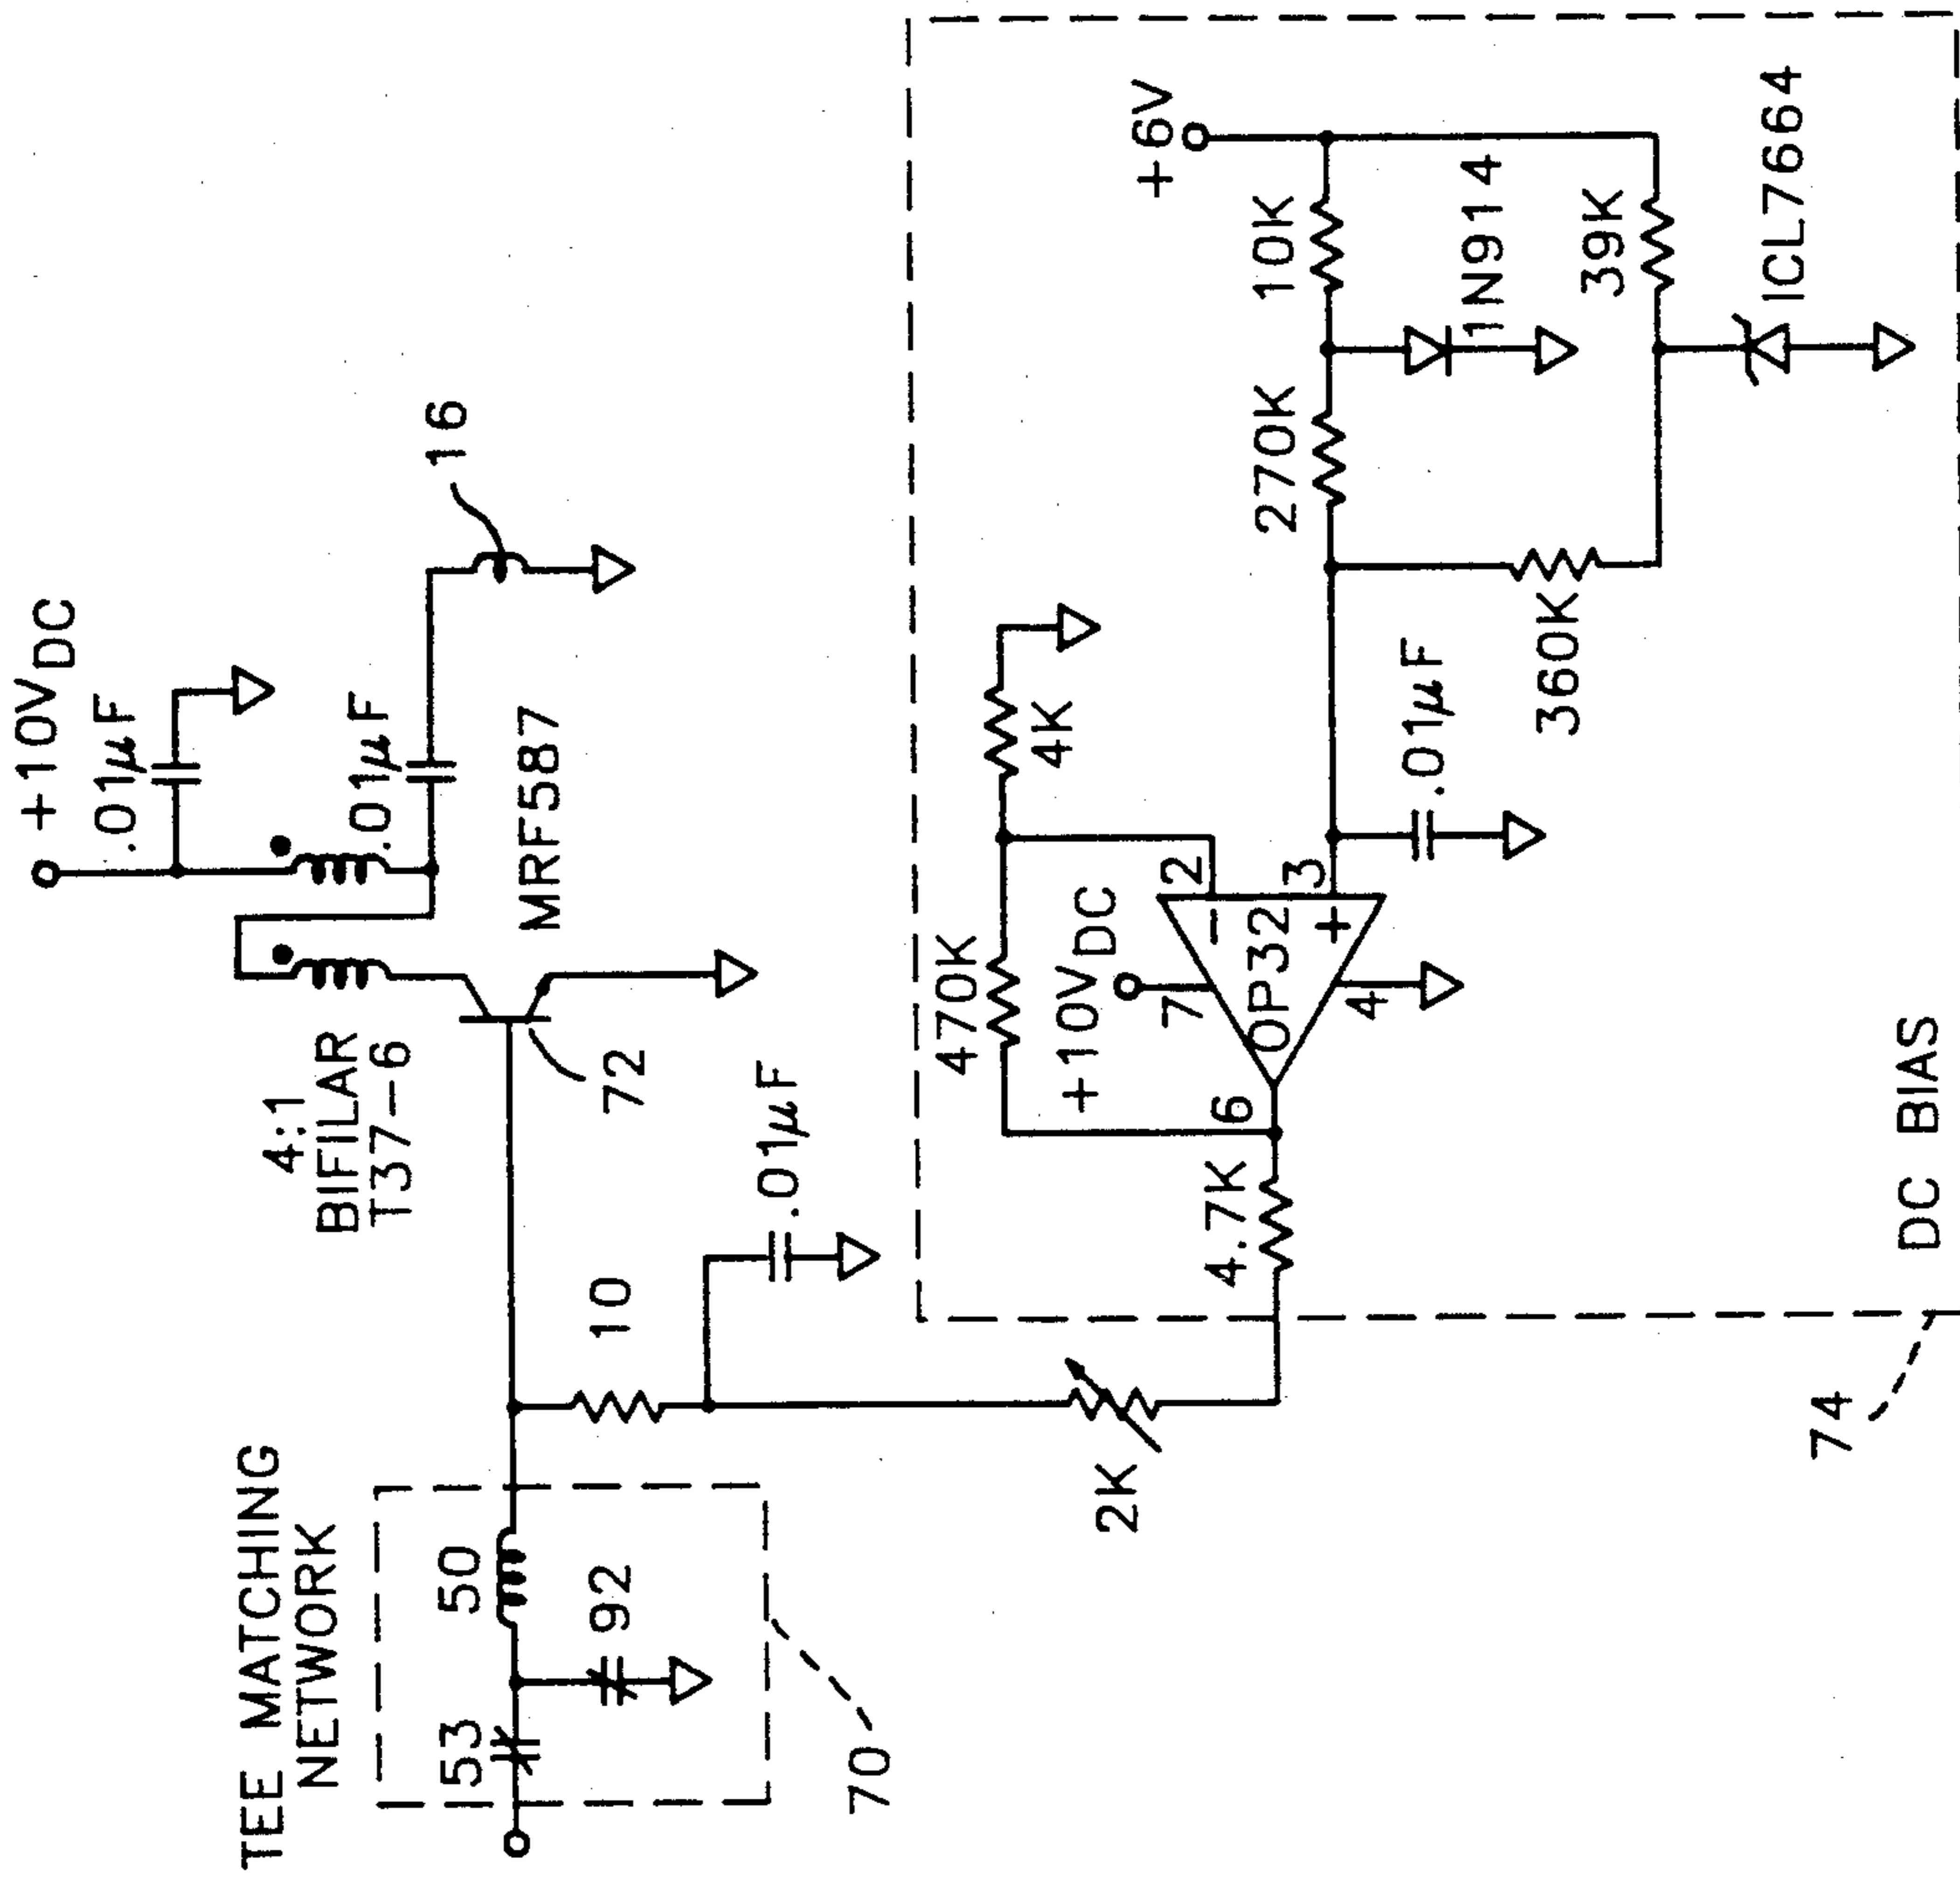 +10VDC
.01µF
.01µF
16
4:1
BIFILAR
T37-6
MRF587
72
TEE MATCHING
NETWORK
53
50
92
70
10
.01µF
2K
470K
4K
+10VDC
7
2
6
OP32
3
4
4.7K
.01µF
270K
10K
+6V
1N914
360K
39K
ICL7664
74
DC BIAS